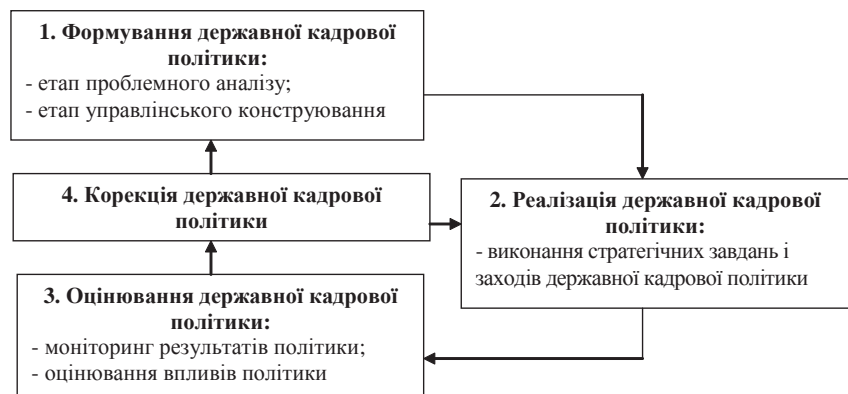 1. Формування державної кадрової
політики:
- етап проблемного аналізу;
- етап управлінського конструювання
4. Корекція державної кадрової
політики
2. Реалізація державної кадрової
політики:
- виконання стратегічних завдань і
заходів державної кадрової політики
3. Оцінювання державної кадрової
політики:
- моніторинг результатів політики;
- оцінювання впливів політики